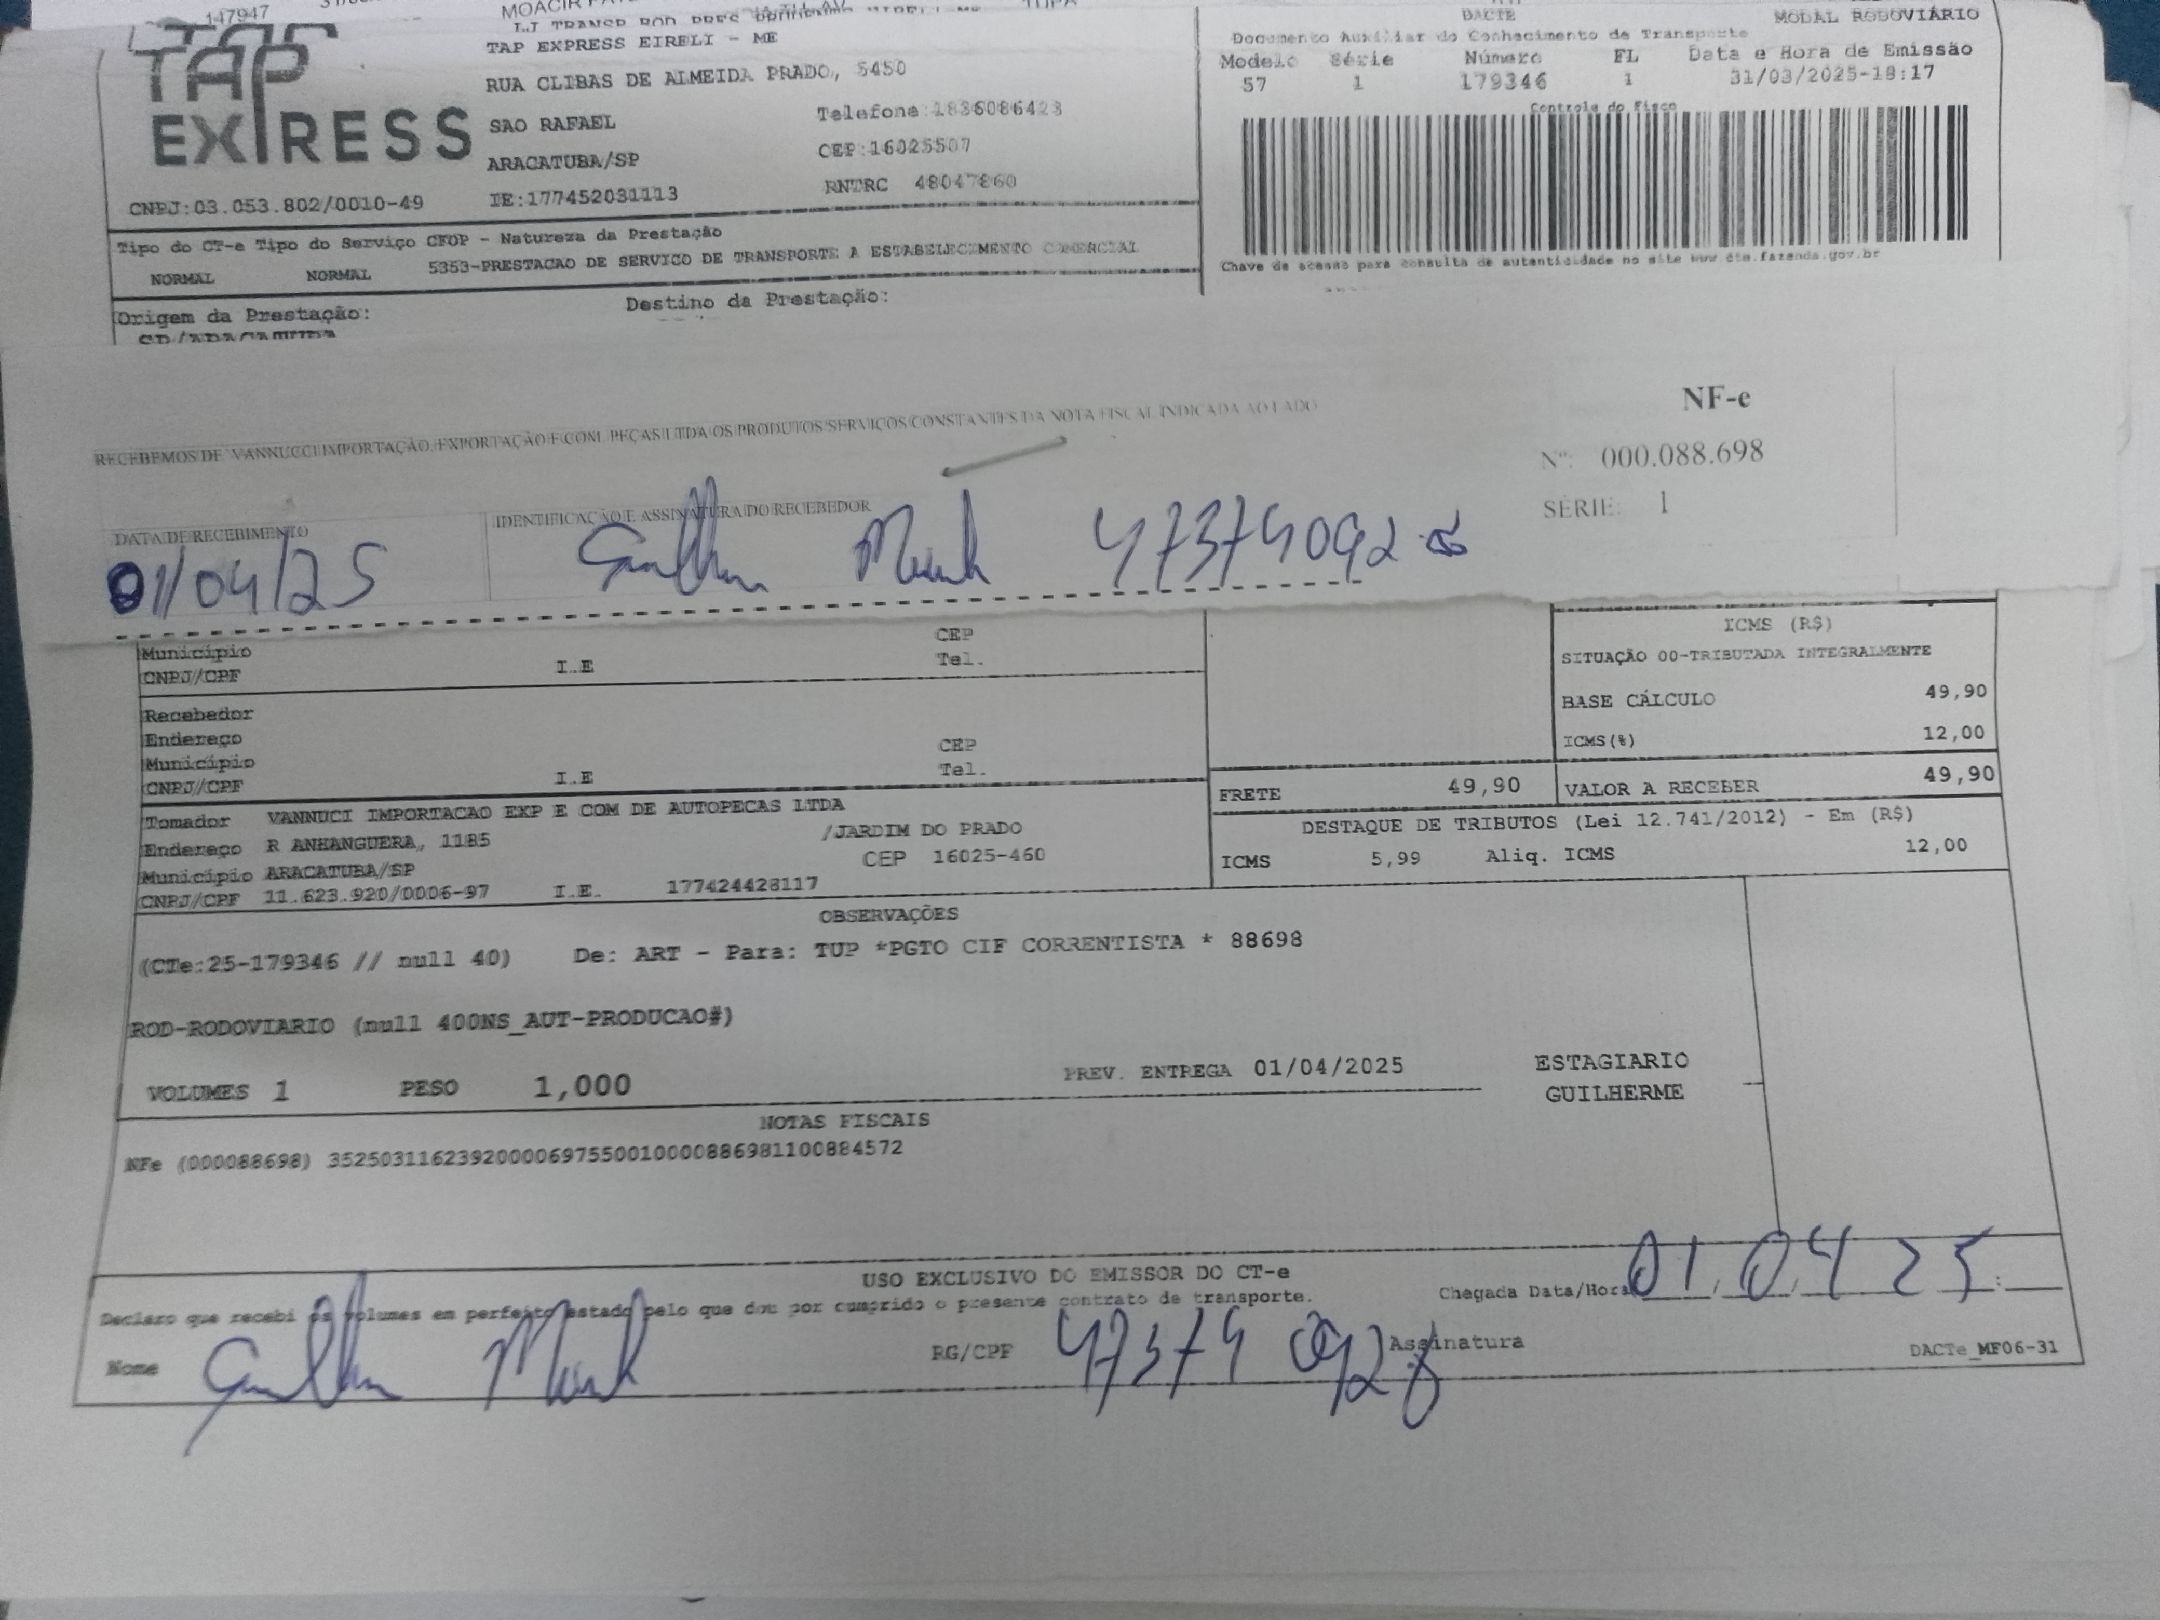 147947
TAP EXPRESS
TAP EXPRESS EIRELI - ME
RUA CLIBAS DE ALMEIDA PRADO, 5450
SAO RAFAEL Telefone:1836086423
ARACATUBA/SP CEP:16025507
CNPJ:03.053.802/0010-49 IE:177452031113 RNTRC 48047860
DACTE MODAL RODOVIÁRIO
Documento Auxiliar do Conhecimento de Transporte
Modelo Série Número FL Data e Hora de Emissão
57 1 179346 1 31/03/2025-18:17
Controle do Fisco
Chave de acesso para consulta de autenticidade no site www.cte.fazenda.gov.br
Tipo do CT-e Tipo do Serviço CFOP - Natureza da Prestação
NORMAL NORMAL 5353-PRESTACAO DE SERVICO DE TRANSPORTE A ESTABELECIMENTO COMERCIAL
Origem da Prestação: Destino da Prestação:
SP/ARACATUBA
RECEBEMOS DE VANNUCCI IMPORTAÇÃO, EXPORTAÇÃO E COM. PEÇAS LTDA OS PRODUTOS/SERVIÇOS CONSTANTES DA NOTA FISCAL INDICADA AO LADO
NF-e
Nº: 000.088.698
SÉRIE: 1
DATA DE RECEBIMENTO IDENTIFICAÇÃO E ASSINATURA DO RECEBEDOR
01/04/25
Município CEP
CNPJ/CPF I.E Tel.
Recebedor
Endereço
Município CEP
CNPJ/CPF I.E Tel.
ICMS (R$)
SITUAÇÃO 00-TRIBUTADA INTEGRALMENTE
BASE CÁLCULO 49,90
ICMS(%) 12,00
FRETE 49,90 VALOR A RECEBER 49,90
Tomador VANNUCI IMPORTACAO EXP E COM DE AUTOPECAS LTDA
Endereço R ANHANGUERA, 1185 /JARDIM DO PRADO
Município ARACATUBA/SP CEP 16025-460
CNPJ/CPF 11.623.920/0006-97 I.E. 177424428117
DESTAQUE DE TRIBUTOS (Lei 12.741/2012) - Em (R$)
ICMS 5,99 Aliq. ICMS 12,00
OBSERVAÇÕES
(CTe:25-179346 // null 40) De: ART - Para: TUP *PGTO CIF CORRENTISTA * 88698
ROD-RODOVIARIO (null 400NS_AUT-PRODUCAO#)
VOLUMES 1 PESO 1,000 PREV. ENTREGA 01/04/2025 ESTAGIARIO
GUILHERME
NOTAS FISCAIS
NFe (000088698) 35250311623920000697550010000886981100884572
USO EXCLUSIVO DO EMISSOR DO CT-e
Declaro que recebi os volumes em perfeito estado pelo que dou por cumprido o presente contrato de transporte. Chegada Data/Hora 01 04 25
Nome RG/CPF Assinatura DACTe_MF06-31